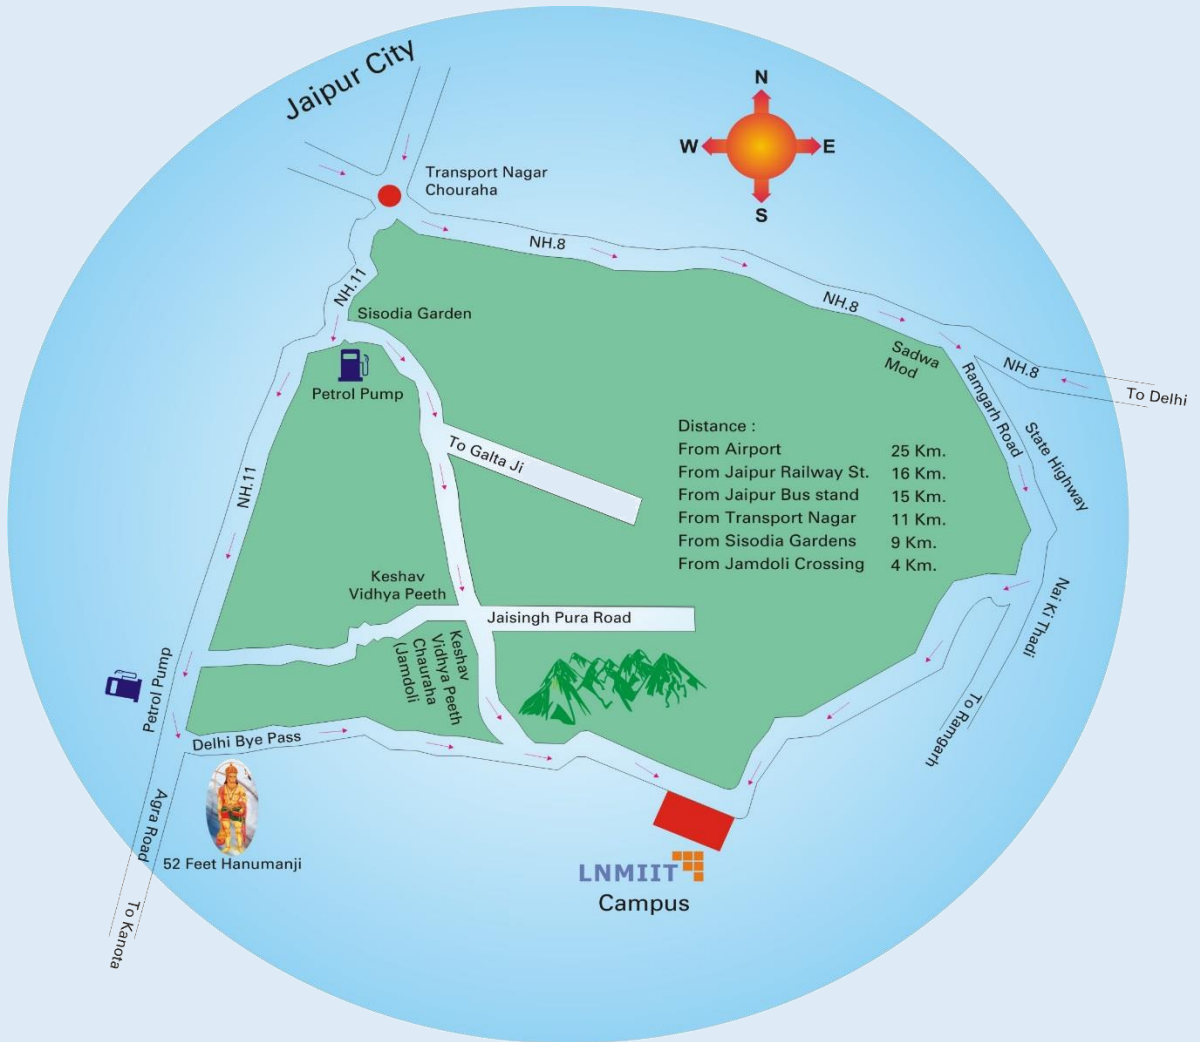 Jaipur City
N
W
E
S
Transport Nagar
Chouraha
NH.8
NH.11
Sisodia Garden
NH.8
Sadwa
Mod
NH.8
To Delhi
Petrol Pump
Ramgarh Road
State Highway
To Galta Ji
NH.11
Distance :
From Airport 25 Km.
From Jaipur Railway St. 16 Km.
From Jaipur Bus stand 15 Km.
From Transport Nagar 11 Km.
From Sisodia Gardens 9 Km.
From Jamdoli Crossing 4 Km.
Keshav
Vidhya Peeth
Jaisingh Pura Road
Nai Ki Thadi
Keshav
Vidhya Peeth
Chauraha
(Jamdoli
Petrol Pump
To Ramgarh
Delhi Bye Pass
Agra Road
52 Feet Hanumanji
To Kanota
LNMIIT
Campus